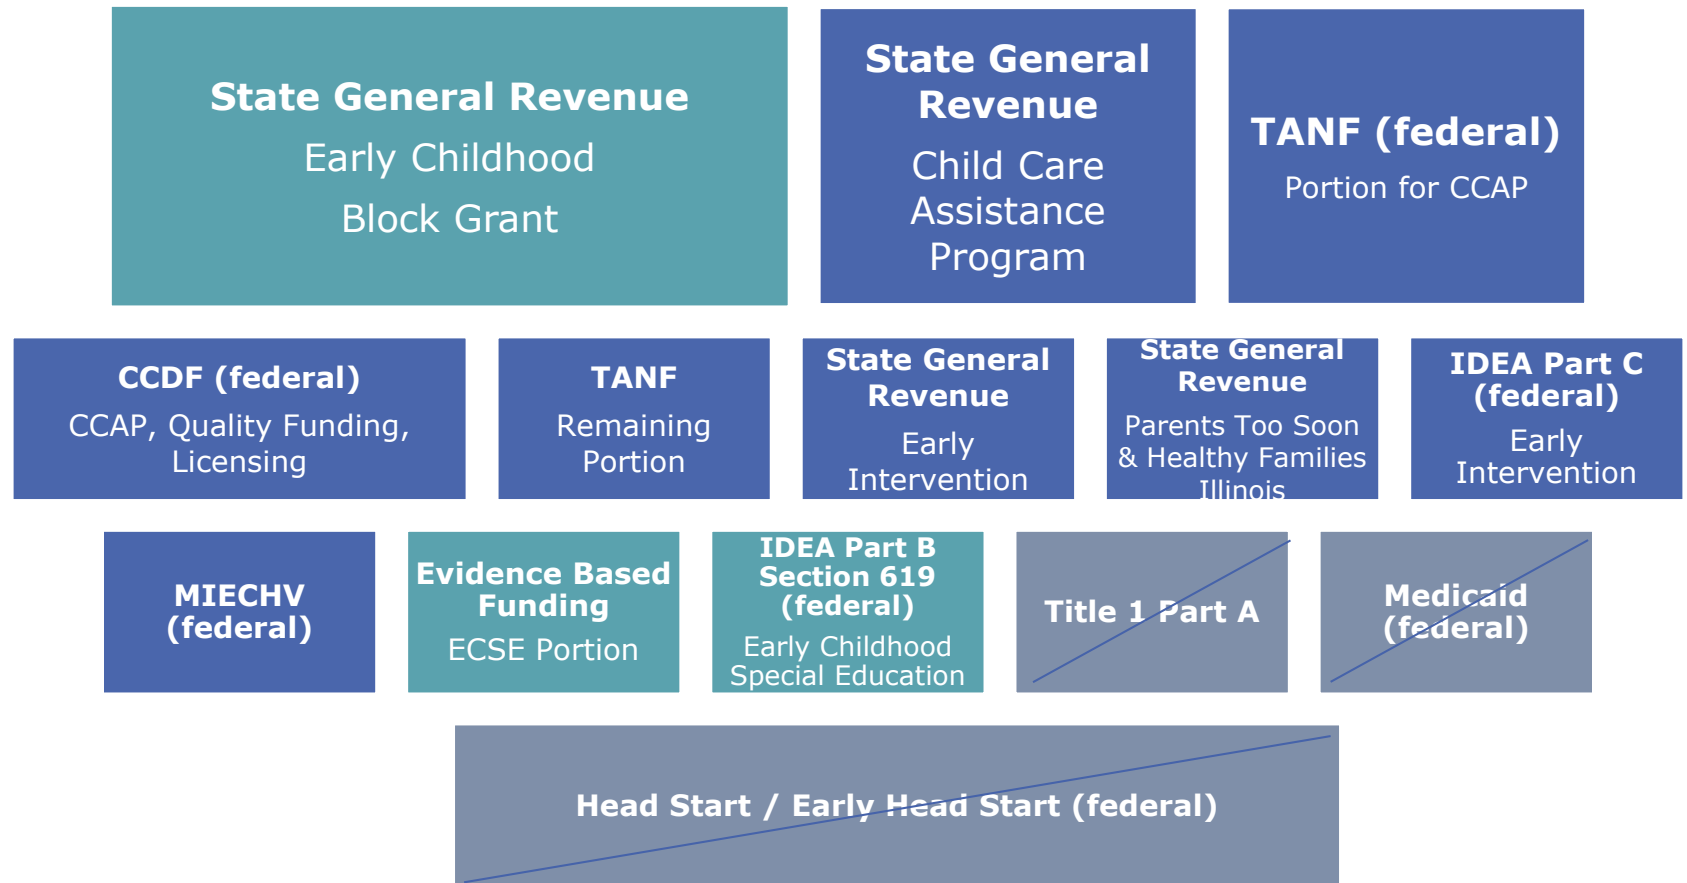 State General Revenue
Early Childhood
Block Grant
State General
Revenue
Child Care
Assistance
Program
TANF (federal)
Portion for CCAP
CCDF (federal)
CCAP, Quality Funding,
Licensing
TANF
Remaining
Portion
State General
Revenue
Early
Intervention
State General
Revenue
Parents Too Soon
& Healthy Families
Illinois
IDEA Part C
(federal)
Early
Intervention
MIECHV
(federal)
Evidence Based
Funding
ECSE Portion
IDEA Part B
Section 619
(federal)
Early Childhood
Special Education
Title 1 Part A
Medicaid
(federal)
Head Start / Early Head Start (federal)